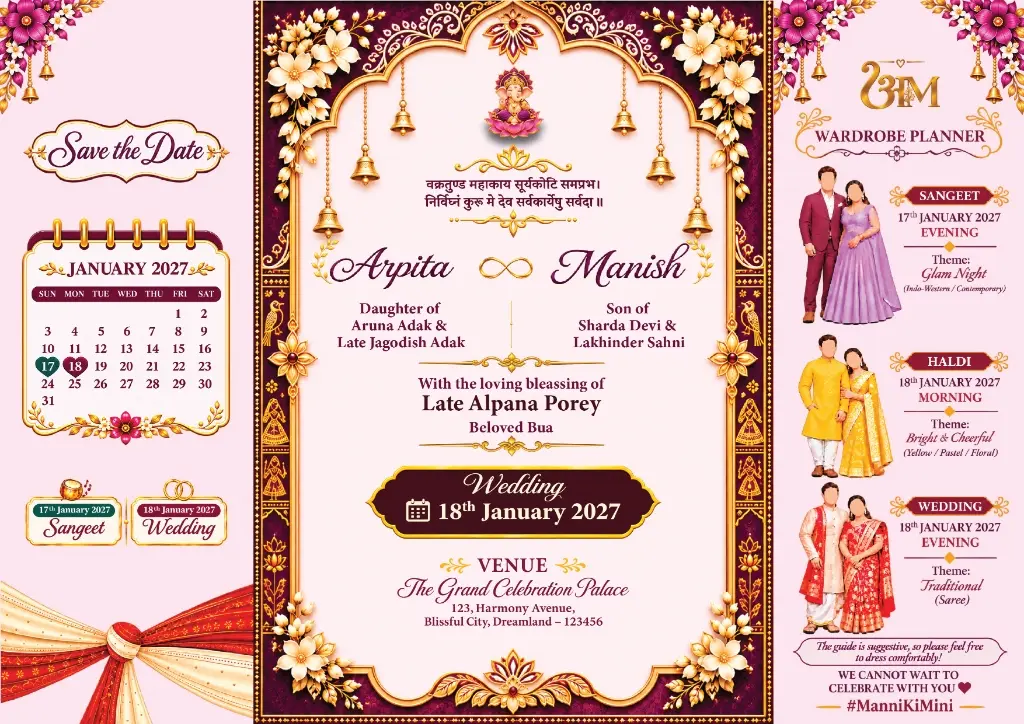 Save the Date
JANUARY 2027
SUN MON TUE WED THU FRI SAT
1 2
3 4 5 6 7 8 9
10 11 12 13 14 15 16
17 18 19 20 21 22 23
24 25 26 27 28 29 30
31
17th January 2027
Sangeet
18th January 2027
Wedding
वक्रतुण्ड महाकाय सूर्यकोटि समप्रभ।
निर्विघ्नं कुरू मे देव सर्वकार्येषु सर्वदा॥
Arpita
Manish
Daughter of
Aruna Adak &
Late Jagodish Adak
Son of
Sharda Devi &
Lakhinder Sahni
With the loving bleassing of
Late Alpana Porey
Beloved Bua
Wedding
18th January 2027
VENUE
The Grand Celebration Palace
123, Harmony Avenue,
Blissful City, Dreamland – 123456
WARDROBE PLANNER
SANGEET
17th JANUARY 2027
EVENING
Theme:
Glam Night
(Indo-Western / Contemporary)
HALDI
18th JANUARY 2027
MORNING
Theme:
Bright & Cheerful
(Yellow / Pastel / Floral)
WEDDING
18th JANUARY 2027
EVENING
Theme:
Traditional
(Saree)
The guide is suggestive, so please feel free
to dress comfortably!
WE CANNOT WAIT TO
CELEBRATE WITH YOU
#ManniKiMini